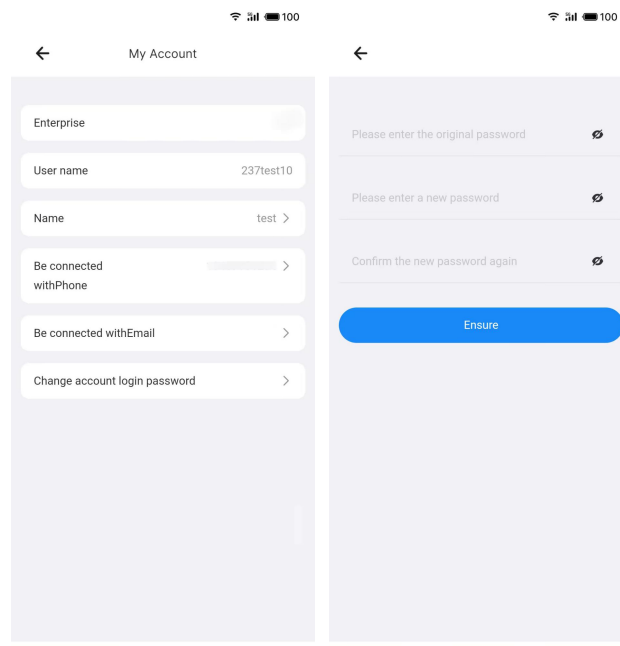 100
My Account
Enterprise
User name 237test10
Name test
Be connected
withPhone
Be connected withEmail
Change account login password
100
Please enter the original password
Please enter a new password
Confirm the new password again
Ensure